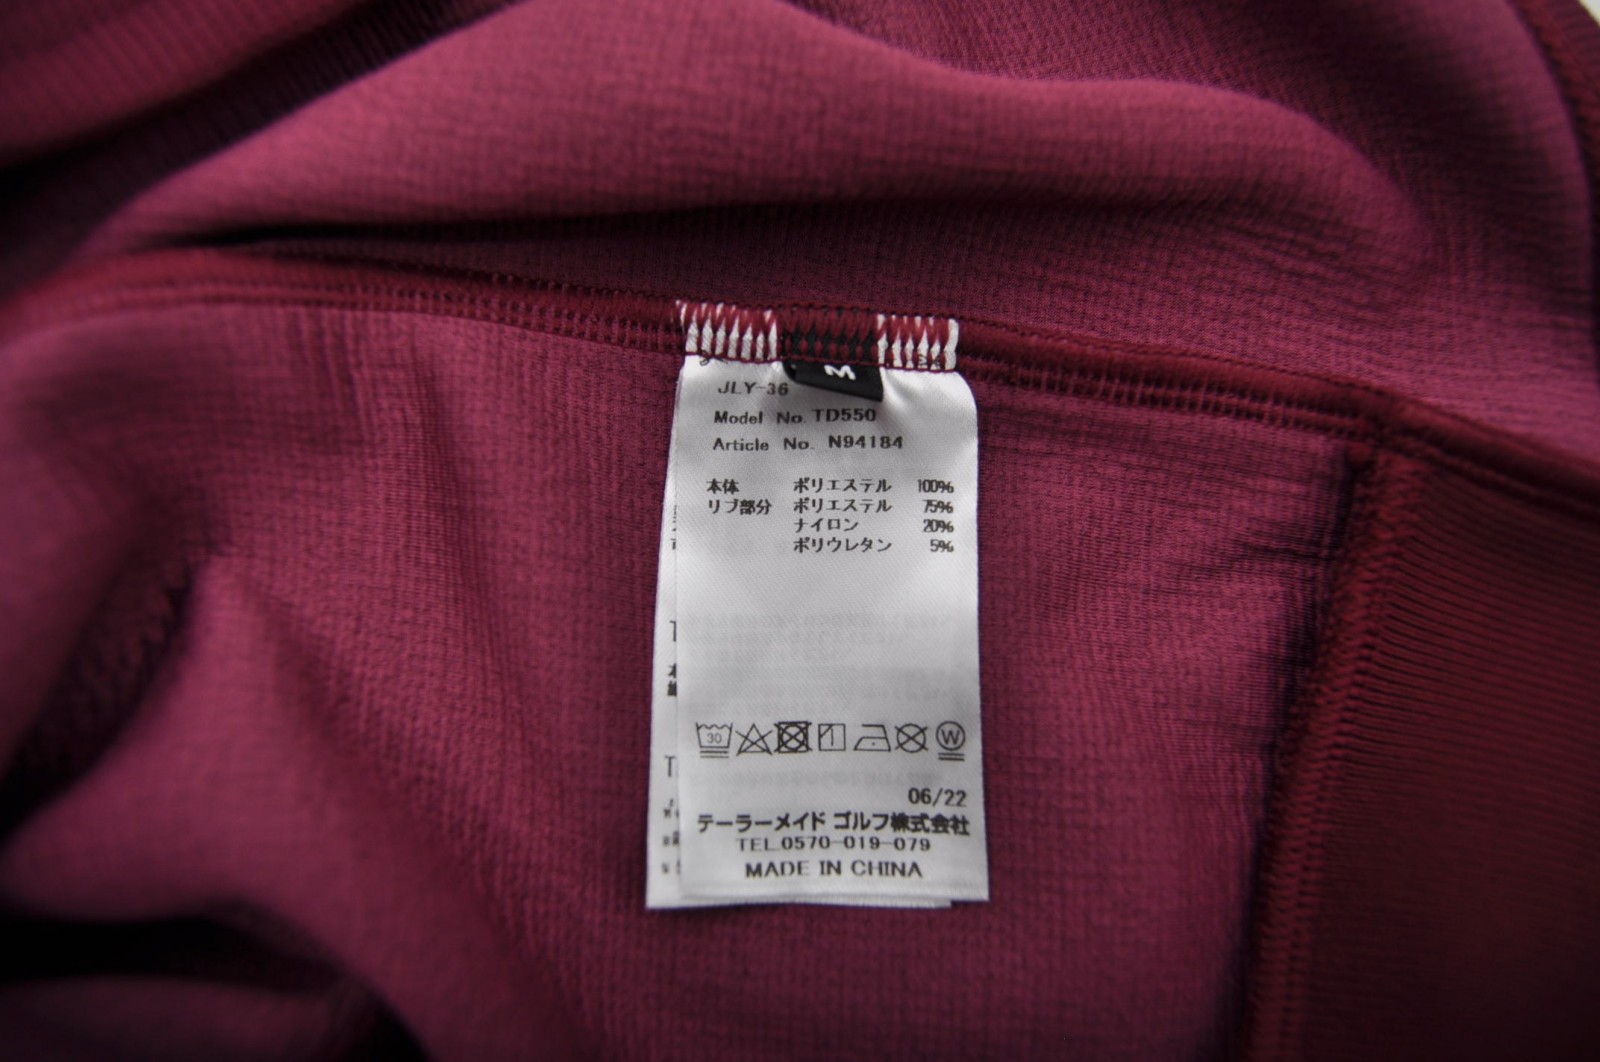 M
JLY-36
Model No. TD550
Article No. N94184
本体 ポリエステル 100%
リブ部分 ポリエステル 75%
ナイロン 20%
ポリウレタン 5%
30
W
06/22
テーラーメイド ゴルフ株式会社
TEL.0570-019-079
MADE IN CHINA